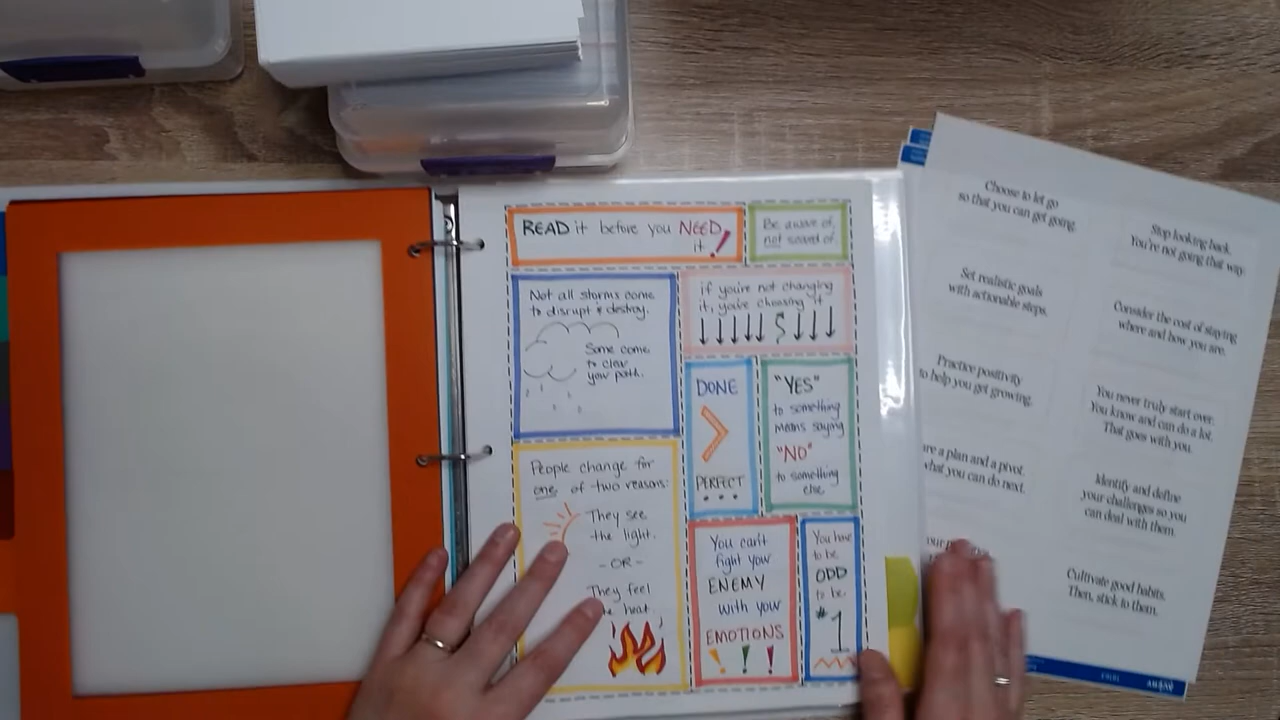 READ it before you NEED
it!
Be aware of,
not scared of.
Not all storms come
to disrupt & destroy.
Some come
to clear
your path.
if you're not changing
it, you're choosing it
DONE
>
PERFECT
...
"YES"
to something
means saying
"NO"
to something
else
People change for
one of two reasons:
They see
the light.
-OR-
They feel
heat.
You can't
fight your
ENEMY
with your
EMOTIONS
! ! !
You have
to be
ODD
to be
#1
Choose to let go
so that you can get going.
Set realistic goals
with actionable steps.
Practice positivity
to help you get growing.
a plan and a pivot.
what you can do next.
Stop looking back.
You're not going that way.
Consider the cost of staying
where and how you are.
You never truly start over.
You know and can do a lot.
That goes with you.
Identify and define
your challenges so you
can deal with them.
Cultivate good habits.
Then, stick to them.